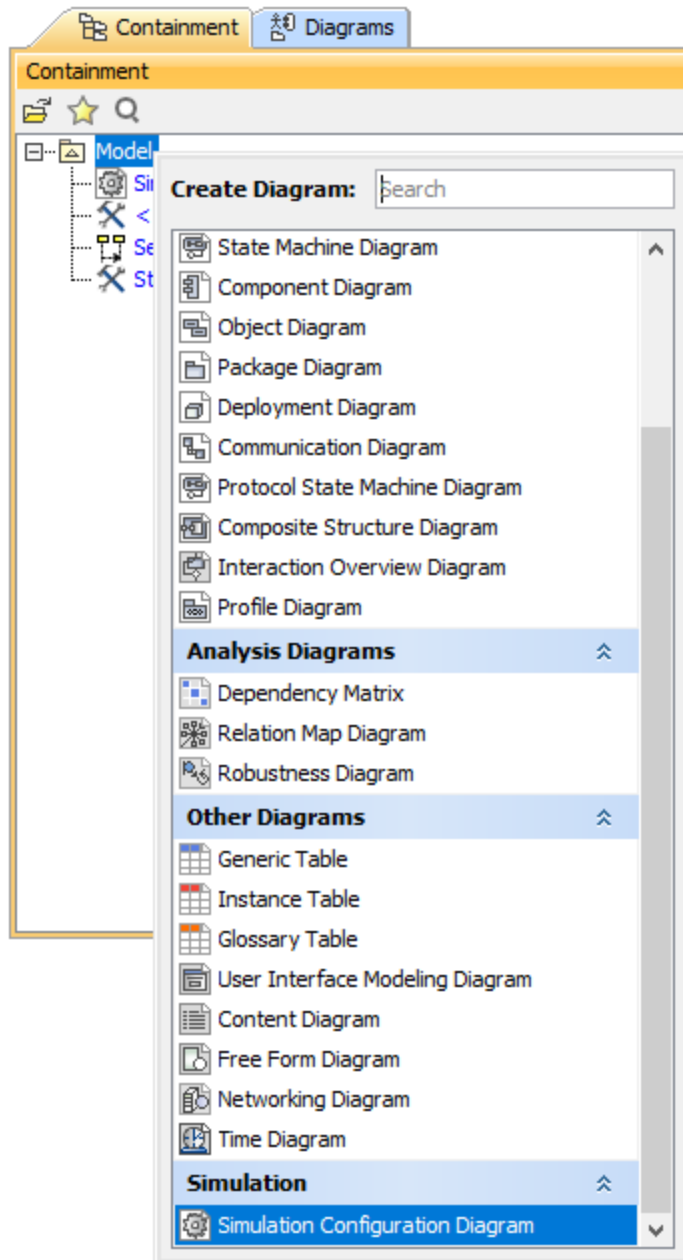 Containment
Diagrams
Containment
Model
Create Diagram:
Search
Se
St
State Machine Diagram
Component Diagram
Object Diagram
Package Diagram
Deployment Diagram
Communication Diagram
Protocol State Machine Diagram
Composite Structure Diagram
Interaction Overview Diagram
Profile Diagram
Analysis Diagrams
Dependency Matrix
Relation Map Diagram
Robustness Diagram
Other Diagrams
Generic Table
Instance Table
Glossary Table
User Interface Modeling Diagram
Content Diagram
Free Form Diagram
Networking Diagram
Time Diagram
Simulation
Simulation Configuration Diagram